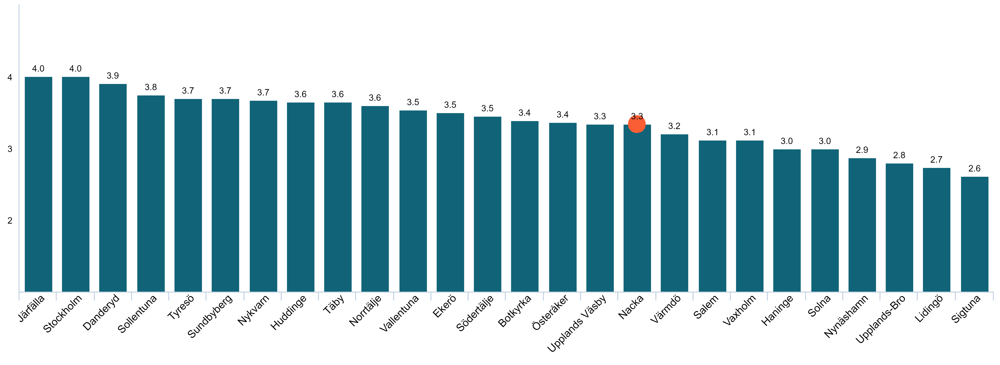 4.0
4.0
3.9
3.8
3.7
3.7
3.7
3.6
3.6
3.6
3.5
3.5
3.5
3.4
3.4
3.3
3.3
3.2
3.1
3.1
3.0
3.0
2.9
2.8
2.7
2.6
4
3
2
Järfälla
Stockholm
Danderyd
Sollentuna
Tyresö
Sundbyberg
Nykvarn
Huddinge
Täby
Norrtälje
Vallentuna
Ekerö
Södertälje
Botkyrka
Österåker
Upplands Väsby
Nacka
Värmdö
Salem
Vaxholm
Haninge
Solna
Nynäshamn
Upplands-Bro
Lidingö
Sigtuna